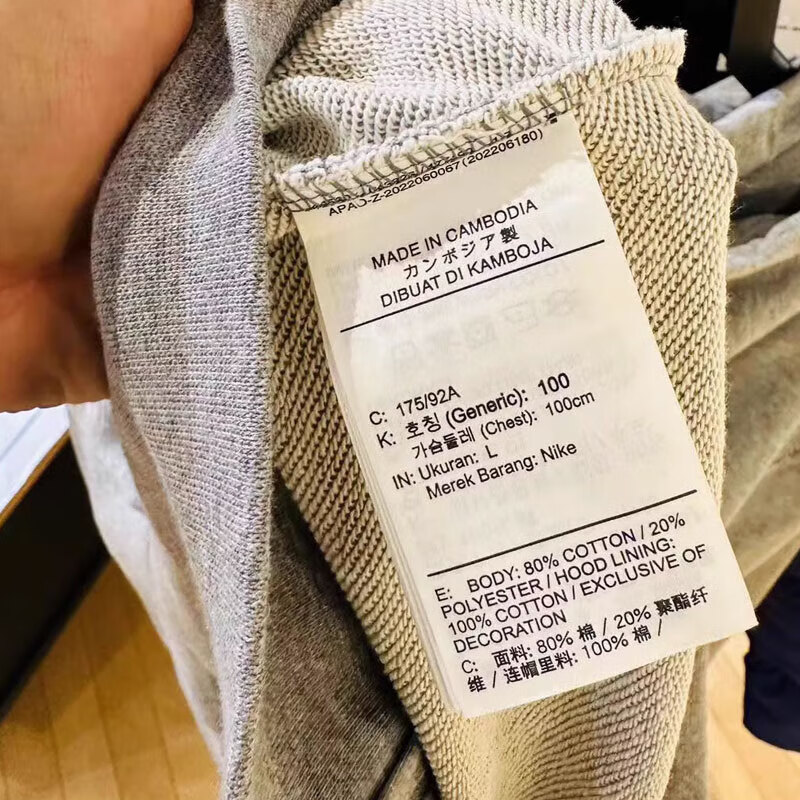 APAD-Z-2022060067(202206180)
MADE IN CAMBODIA
カンボジア製
DIBUAT DI KAMBOJA
C: 175/92A
K: 호칭 (Generic): 100
가슴둘레 (Chest): 100cm
IN: Ukuran: L
Merek Barang: Nike
E: BODY: 80% COTTON / 20%
POLYESTER / HOOD LINING:
100% COTTON / EXCLUSIVE OF
DECORATION
C: 面料: 80% 棉 / 20% 聚酯纤
维 / 连帽里料: 100% 棉 /